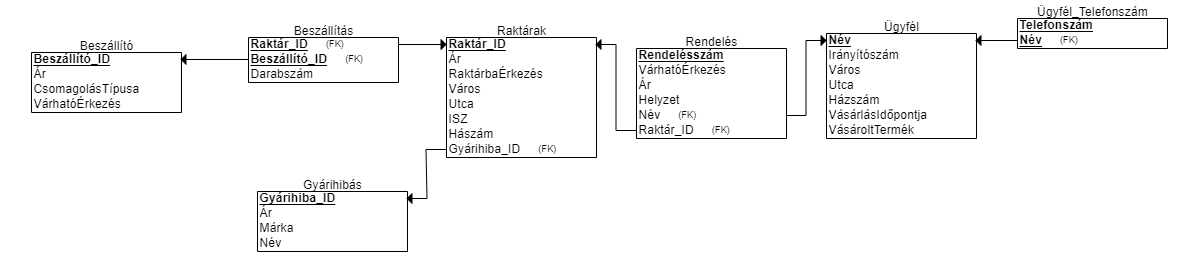 Beszállító
Beszállító_ID
Ár
CsomagolásTípusa
VárhatóÉrkezés
Beszállítás
Raktár_ID (FK)
Beszállító_ID (FK)
Darabszám
Raktárak
Raktár_ID
Ár
RaktárbaÉrkezés
Város
Utca
ISZ
Hászám
Gyárihiba_ID (FK)
Gyárihibás
Gyárihiba_ID
Ár
Márka
Név
Rendelés
Rendelésszám
VárhatóÉrkezés
Ár
Helyzet
Név (FK)
Raktár_ID (FK)
Ügyfél
Név
Irányítószám
Város
Utca
Házszám
VásárlásIdőpontja
VásároltTermék
Ügyfél_Telefonszám
Telefonszám
Név (FK)